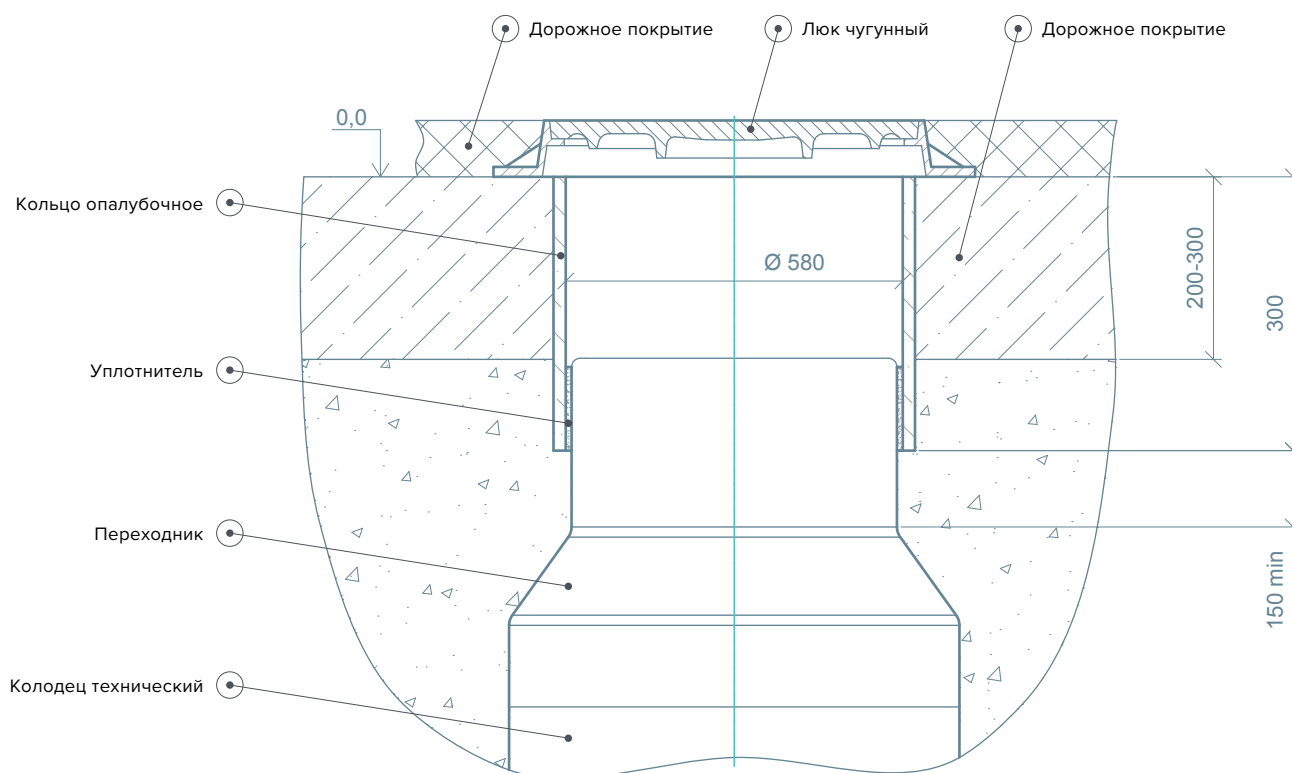 Дорожное покрытие
Люк чугунный
Дорожное покрытие
0,0
Кольцо опалубочное
Ø 580
200-300
300
Уплотнитель
Переходник
150 min
Колодец технический